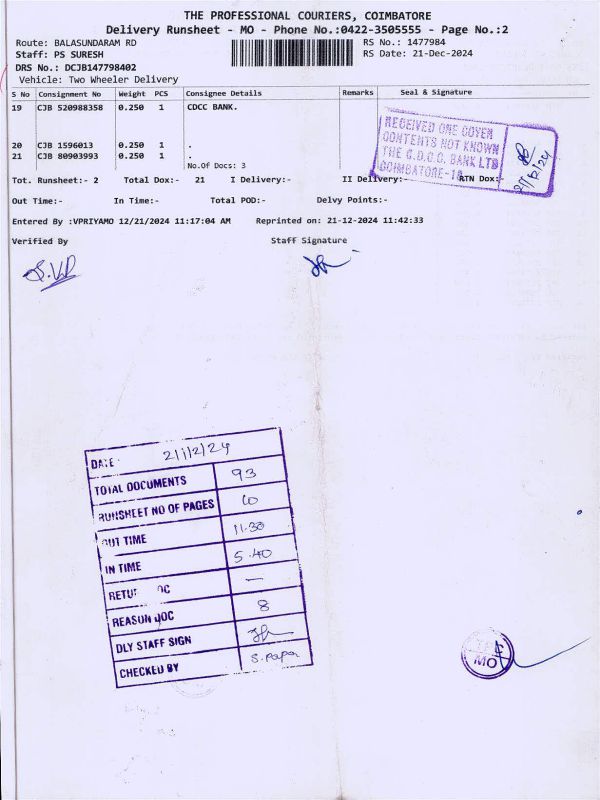 THE PROFESSIONAL COURIERS, COIMBATORE
Delivery Runsheet - MO - Phone No.:0422-3505555 - Page No.:2
Route: BALASUNDARAM RD
RS No.: 1477984
Staff: PS SURESH
RS Date: 21-Dec-2024
DRS No.: DCJB147798402
Vehicle: Two Wheeler Delivery
S No Consignment No Weight PCS Consignee Details Remarks Seal & Signature
19 CJB 520988358 0.250 1 CDCC BANK.
20 CJB 1596013 0.250 1 .
21 CJB 80903993 0.250 1 .
No.Of Docs: 3
RECEIVED ONE COVER
CONTENTS NOT KNOWN
THE C.D.C.C. BANK LTD
COIMBATORE-18
21/12/24
Tot. Runsheet:- 2 Total Dox:- 21 I Delivery:- II Delivery:- RTN Dox:-
Out Time:- In Time:- Total POD:- Delvy Points:-
Entered By :VPRIYAMO 12/21/2024 11:17:04 AM Reprinted on: 21-12-2024 11:42:33
Verified By Staff Signature
DATE: 21/12/24
TOTAL DOCUMENTS 93
RUNSHEET NO OF PAGES
OUT TIME 11.30
IN TIME 5.40
RETU DC —
REASON DOC 8
DLY STAFF SIGN
CHECKED BY S. Papa
MO